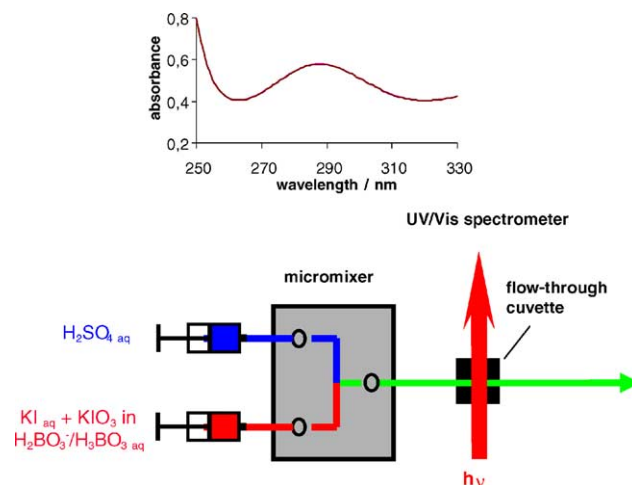 0,8
0,6
0,4
0,2
absorbance
250 270 290 310 330
wavelength / nm
UV/Vis spectrometer
micromixer
flow-through
cuvette
H₂SO₄ aq
KI aq + KIO₃ in
H₂BO₃⁻/H₃BO₃ aq
hν